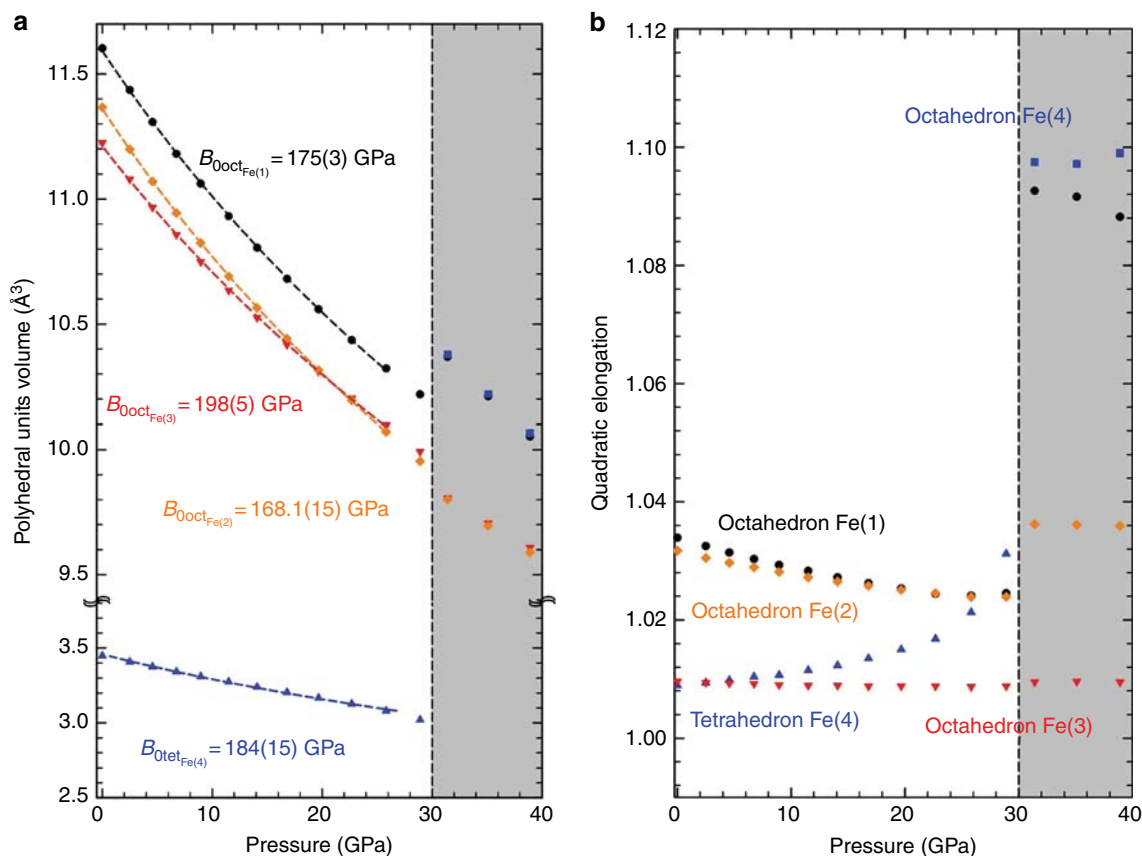 a
Polyhedral units volume (Å³)
11.5
11.0
10.5
10.0
9.5
3.5
3.0
2.5
B0octFe(1) = 175(3) GPa
B0octFe(3) = 198(5) GPa
B0octFe(2) = 168.1(15) GPa
B0tetFe(4) = 184(15) GPa
0 10 20 30 40
Pressure (GPa)
b
Quadratic elongation
1.12
1.10
1.08
1.06
1.04
1.02
1.00
Octahedron Fe(4)
Octahedron Fe(1)
Octahedron Fe(2)
Tetrahedron Fe(4)
Octahedron Fe(3)
0 10 20 30 40
Pressure (GPa)